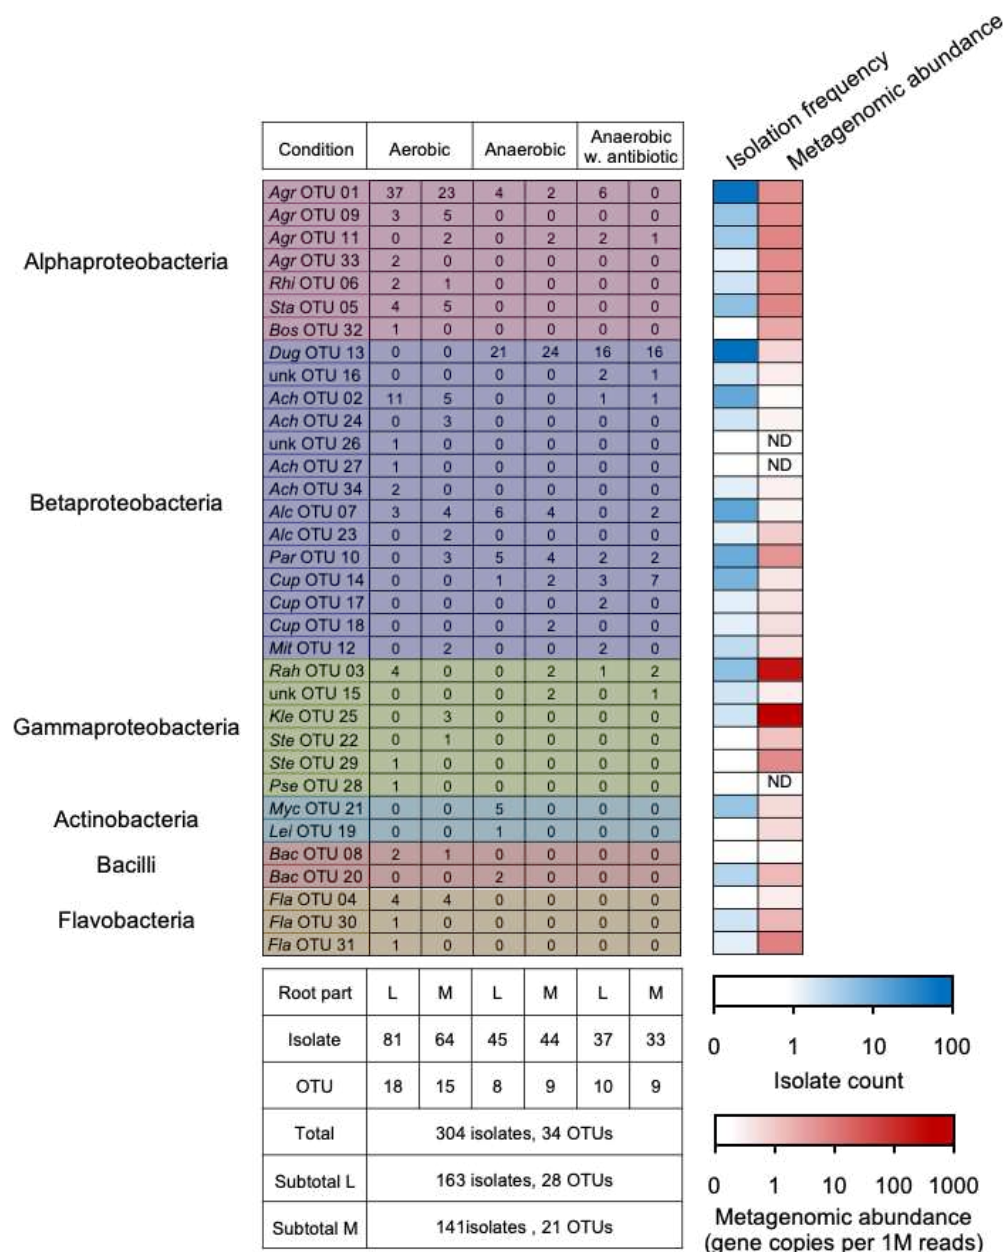 Isolation frequency
Metagenomic abundance
Condition Aerobic Anaerobic Anaerobic w. antibiotic
Alphaproteobacteria
Agr OTU 01 37 23 4 2 6 0
Agr OTU 09 3 5 0 0 0 0
Agr OTU 11 0 2 0 2 2 1
Agr OTU 33 2 0 0 0 0 0
Rhi OTU 06 2 1 0 0 0 0
Sta OTU 05 4 5 0 0 0 0
Bos OTU 32 1 0 0 0 0 0
Betaproteobacteria
Dug OTU 13 0 0 21 24 16 16
unk OTU 16 0 0 0 0 2 1
Ach OTU 02 11 5 0 0 1 1
Ach OTU 24 0 3 0 0 0 0
unk OTU 26 1 0 0 0 0 0 ND
Ach OTU 27 1 0 0 0 0 0 ND
Ach OTU 34 2 0 0 0 0 0
Alc OTU 07 3 4 6 4 0 2
Alc OTU 23 0 2 0 0 0 0
Par OTU 10 0 3 5 4 2 2
Cup OTU 14 0 0 1 2 3 7
Cup OTU 17 0 0 0 0 2 0
Cup OTU 18 0 0 0 2 0 0
Mit OTU 12 0 2 0 0 2 0
Gammaproteobacteria
Rah OTU 03 4 0 0 2 1 2
unk OTU 15 0 0 0 2 0 1
Kle OTU 25 0 3 0 0 0 0
Ste OTU 22 0 1 0 0 0 0
Ste OTU 29 1 0 0 0 0 0
Pse OTU 28 1 0 0 0 0 0 ND
Actinobacteria
Myc OTU 21 0 0 5 0 0 0
Lei OTU 19 0 0 1 0 0 0
Bacilli
Bac OTU 08 2 1 0 0 0 0
Bac OTU 20 0 0 2 0 0 0
Flavobacteria
Fla OTU 04 4 4 0 0 0 0
Fla OTU 30 1 0 0 0 0 0
Fla OTU 31 1 0 0 0 0 0
Root part L M L M L M
Isolate 81 64 45 44 37 33
OTU 18 15 8 9 10 9
Total 304 isolates, 34 OTUs
Subtotal L 163 isolates, 28 OTUs
Subtotal M 141isolates , 21 OTUs
0 1 10 100
Isolate count
0 1 10 100 1000
Metagenomic abundance
(gene copies per 1M reads)